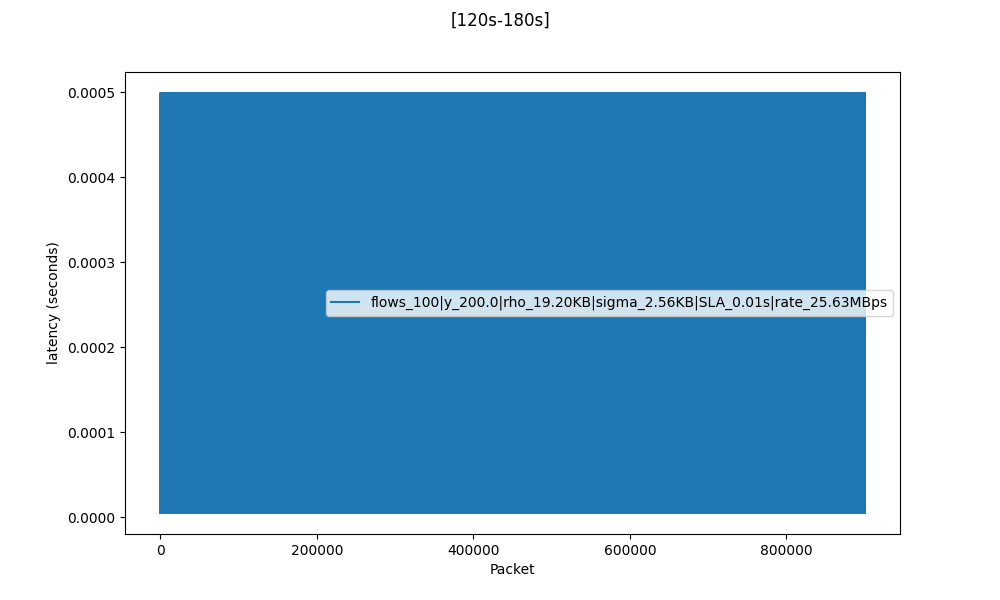 [120s-180s]
0.0005
0.0004
0.0003
0.0002
0.0001
0.0000
latency (seconds)
flows_100|y_200.0|rho_19.20KB|sigma_2.56KB|SLA_0.01s|rate_25.63MBps
0 200000 400000 600000 800000
Packet